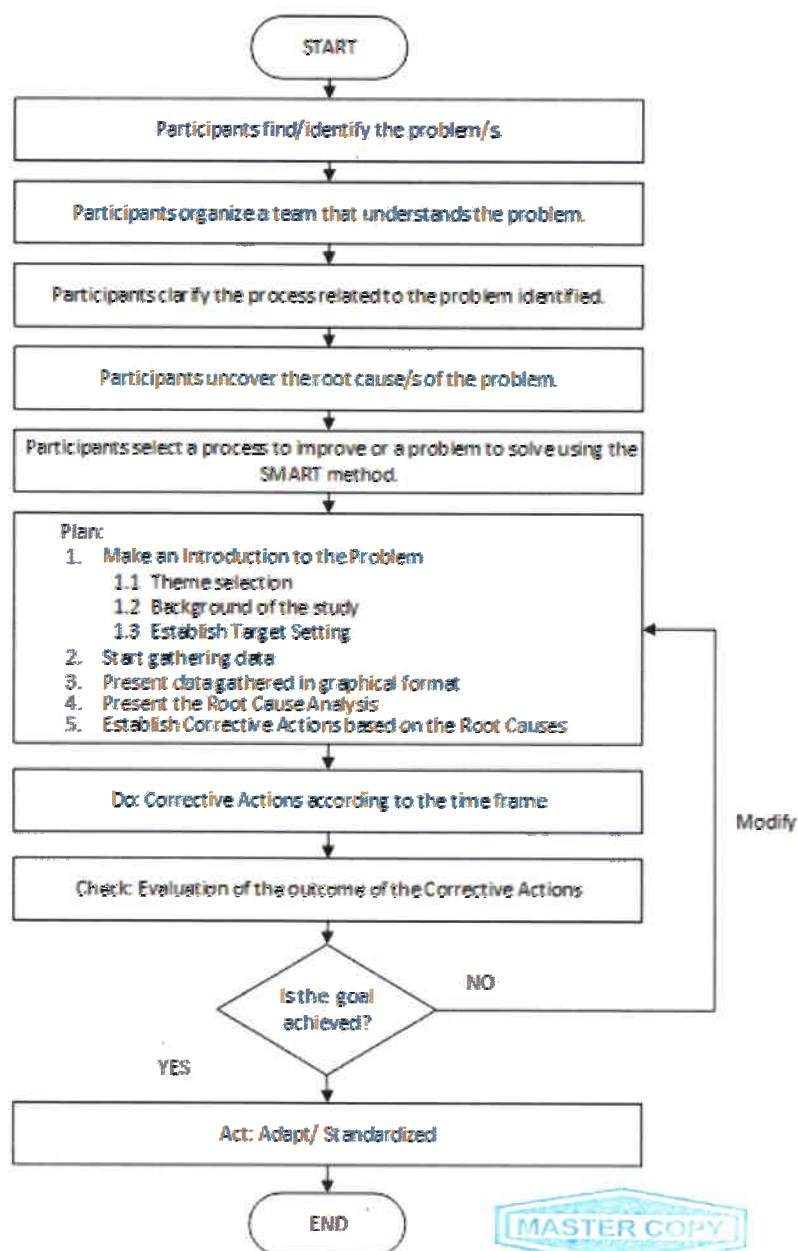 START
Participants find/identify the problem/s.
Participants organize a team that understands the problem.
Participants clarify the process related to the problem identified.
Participants uncover the root cause/s of the problem.
Participants select a process to improve or a problem to solve using the
SMART method.
Plan:
1. Make an Introduction to the Problem
1.1 Theme selection
1.2 Background of the study
1.3 Establish Target Setting
2. Start gathering data
3. Present data gathered in graphical format
4. Present the Root Cause Analysis
5. Establish Corrective Actions based on the Root Causes
Do: Corrective Actions according to the time frame
Modify
Check: Evaluation of the outcome of the Corrective Actions
Is the goal
achieved?
NO
YES
Act: Adapt/ Standardized
END
MASTER COPY